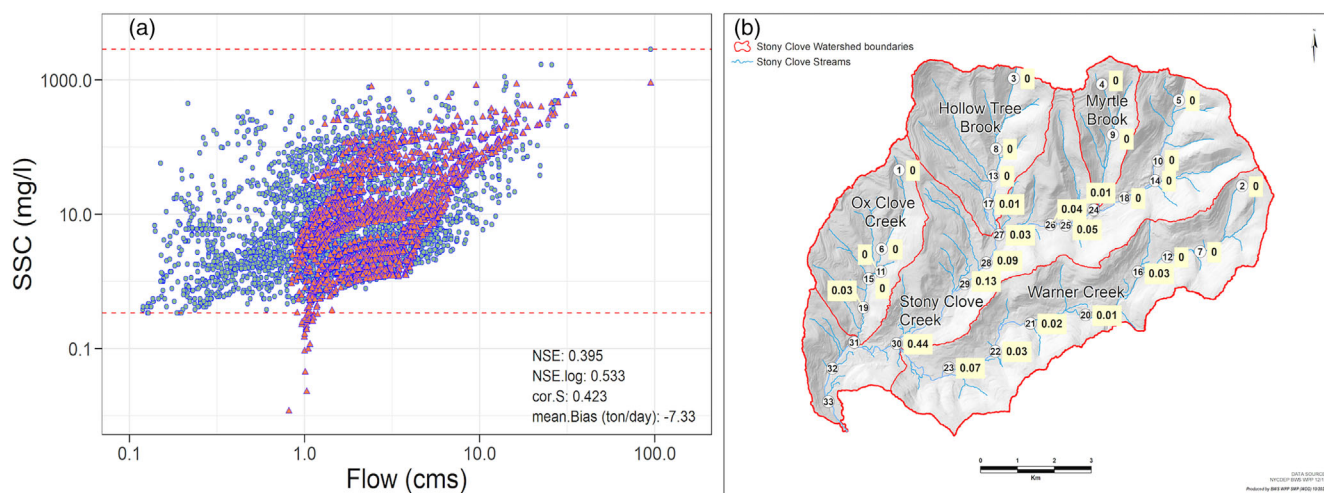 (a)
SSC (mg/l)
1000.0
10.0
0.1
NSE: 0.395
NSE.log: 0.533
cor.S: 0.423
mean.Bias (ton/day): -7.33
0.1
1.0
10.0
100.0
Flow (cms)
(b)
Stony Clove Watershed boundaries
Stony Clove Streams
3 0
4 0
5 0
Hollow Tree
Brook
Myrtle
Brook
9
0
8 0
10 0
1 0
13 0
14 0
2 0
17 0.01
0.01
18 0
24
0.04
26 25
0.05
Ox Clove
Creek
27 0.03
6 0
0
11
15 0
12 0
7 0
16 0.03
28 0.09
29 0.13
0.03
19
Stony Clove
Creek
Warner Creek
20 0.01
21 0.02
31
30 0.44
22 0.03
32
23 0.07
33
0 1 2 3
Km
DATA SOURCE
NYCDEP BWS WPP 12/1